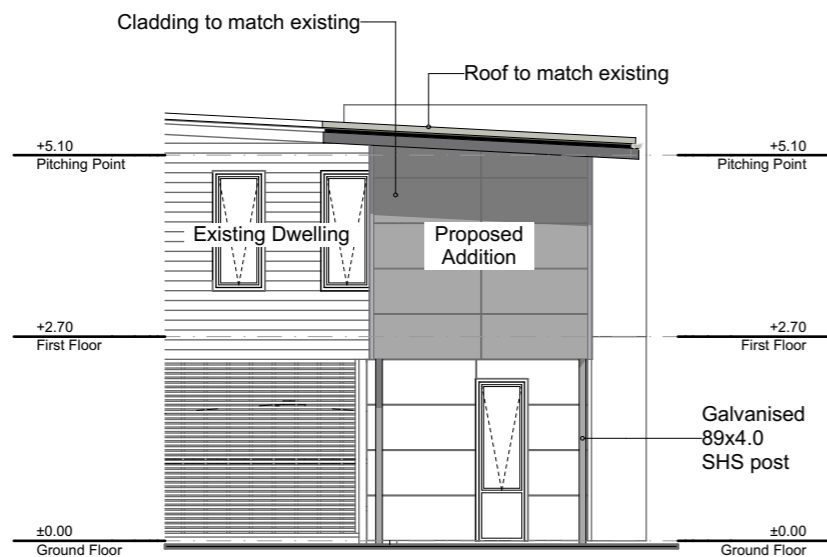 Cladding to match existing
Roof to match existing
+5.10
Pitching Point
+5.10
Pitching Point
Existing Dwelling
Proposed
Addition
+2.70
First Floor
+2.70
First Floor
Galvanised
89x4.0
SHS post
±0.00
Ground Floor
±0.00
Ground Floor